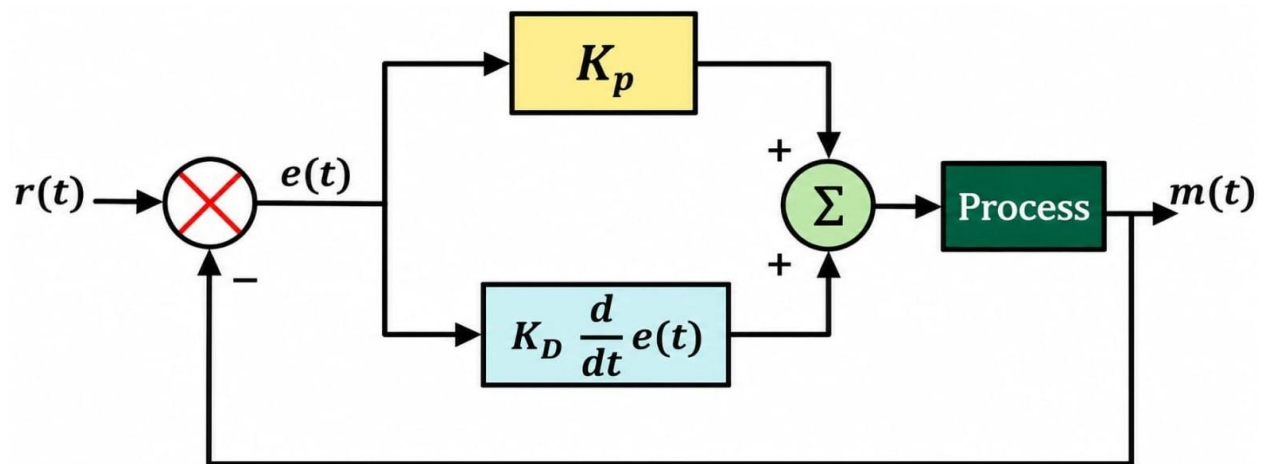 K_p
r(t)
e(t)
+
Σ
Process
m(t)
−
+
K_D d/dt e(t)